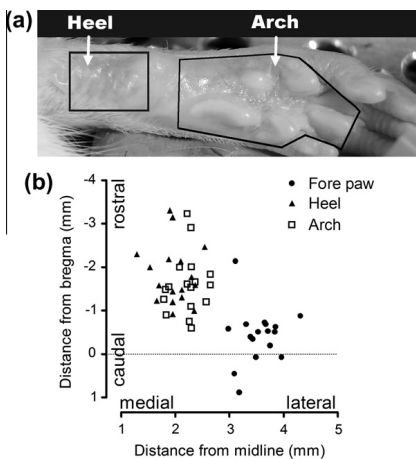 (a) Heel Arch
(b)
Fore paw
Heel
Arch
Distance from bregma (mm)
rostral
caudal
-4
-3
-2
-1
0
1
medial lateral
1 2 3 4 5
Distance from midline (mm)